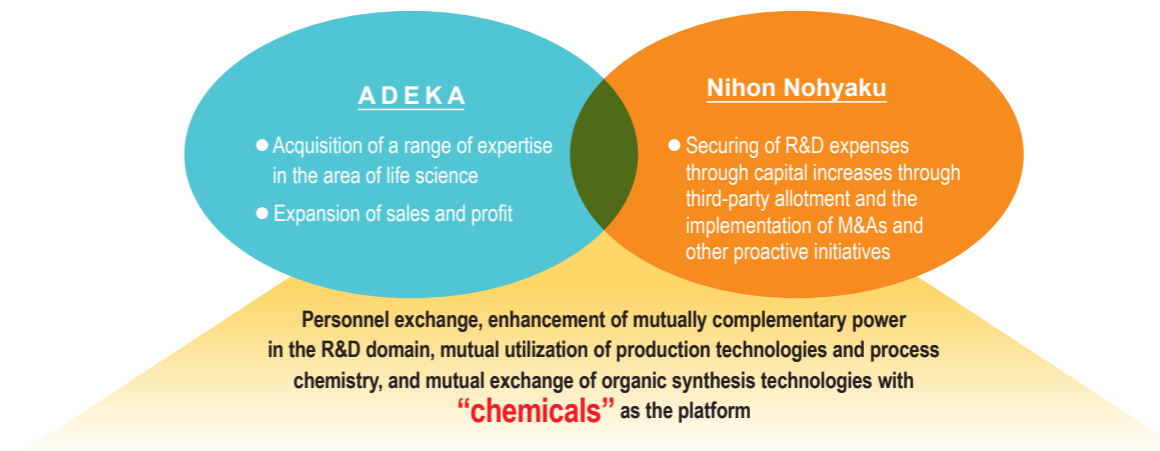 ADEKA
● Acquisition of a range of expertise
in the area of life science
● Expansion of sales and profit
Nihon Nohyaku
● Securing of R&D expenses
through capital increases through
third-party allotment and the
implementation of M&As and
other proactive initiatives
Personnel exchange, enhancement of mutually complementary power
in the R&D domain, mutual utilization of production technologies and process
chemistry, and mutual exchange of organic synthesis technologies with
“chemicals” as the platform